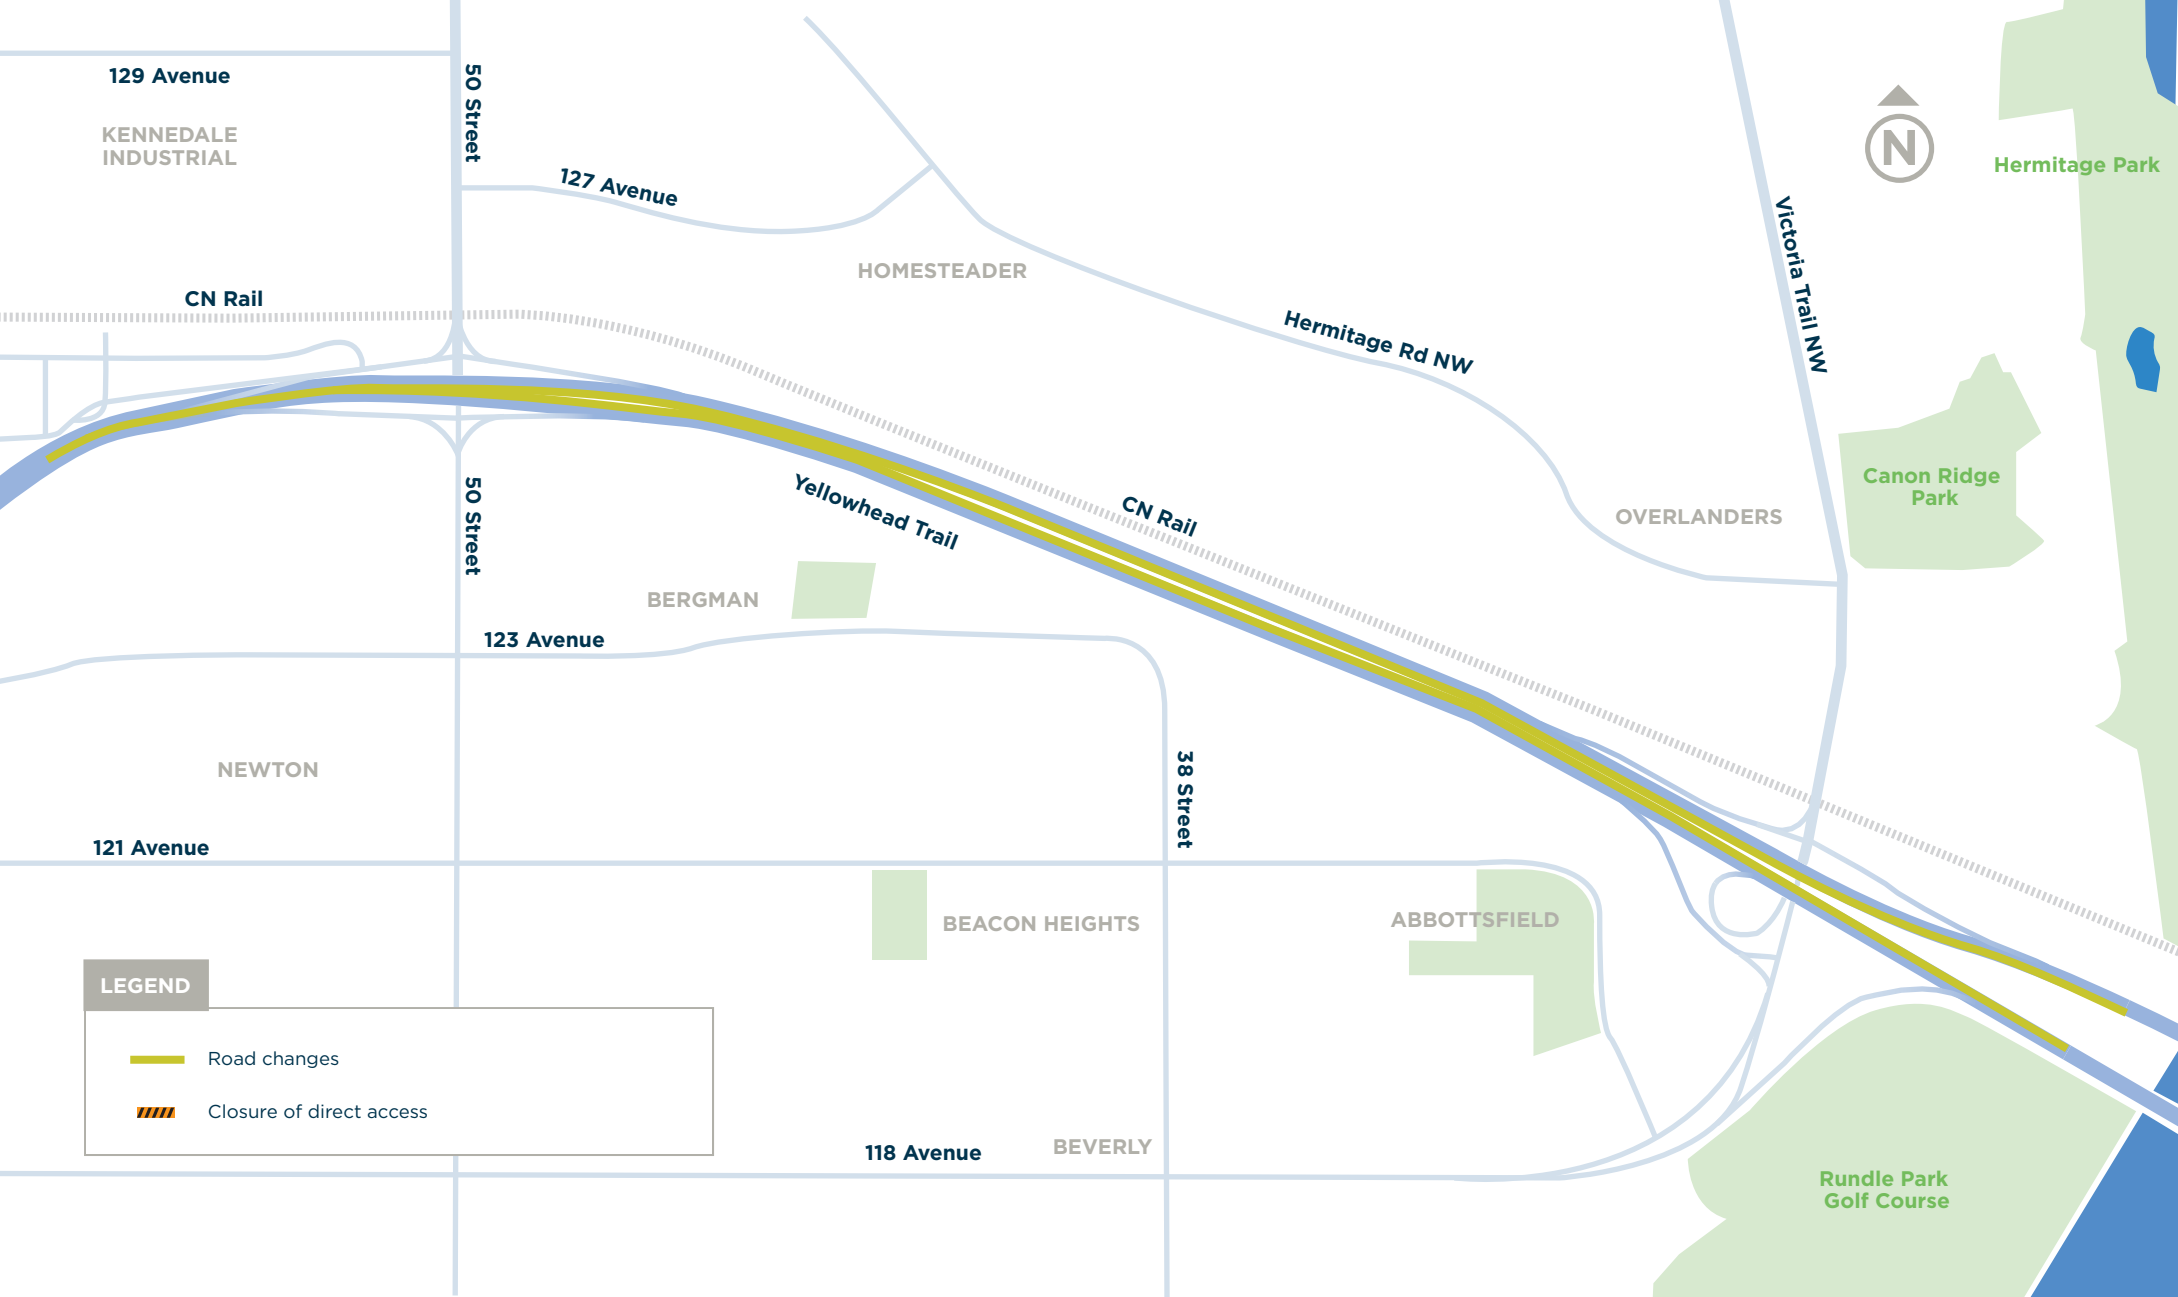 129 Avenue
50 Street
KENNEDALE
INDUSTRIAL
127 Avenue
N
Hermitage Park
Victoria Trail NW
HOMESTEADER
CN Rail
Hermitage Rd NW
Canon Ridge
Park
Yellowhead Trail
CN Rail
OVERLANDERS
50 Street
BERGMAN
123 Avenue
NEWTON
38 Street
121 Avenue
BEACON HEIGHTS
ABBOTTSFIELD
LEGEND
Road changes
Closure of direct access
118 Avenue
BEVERLY
Rundle Park
Golf Course